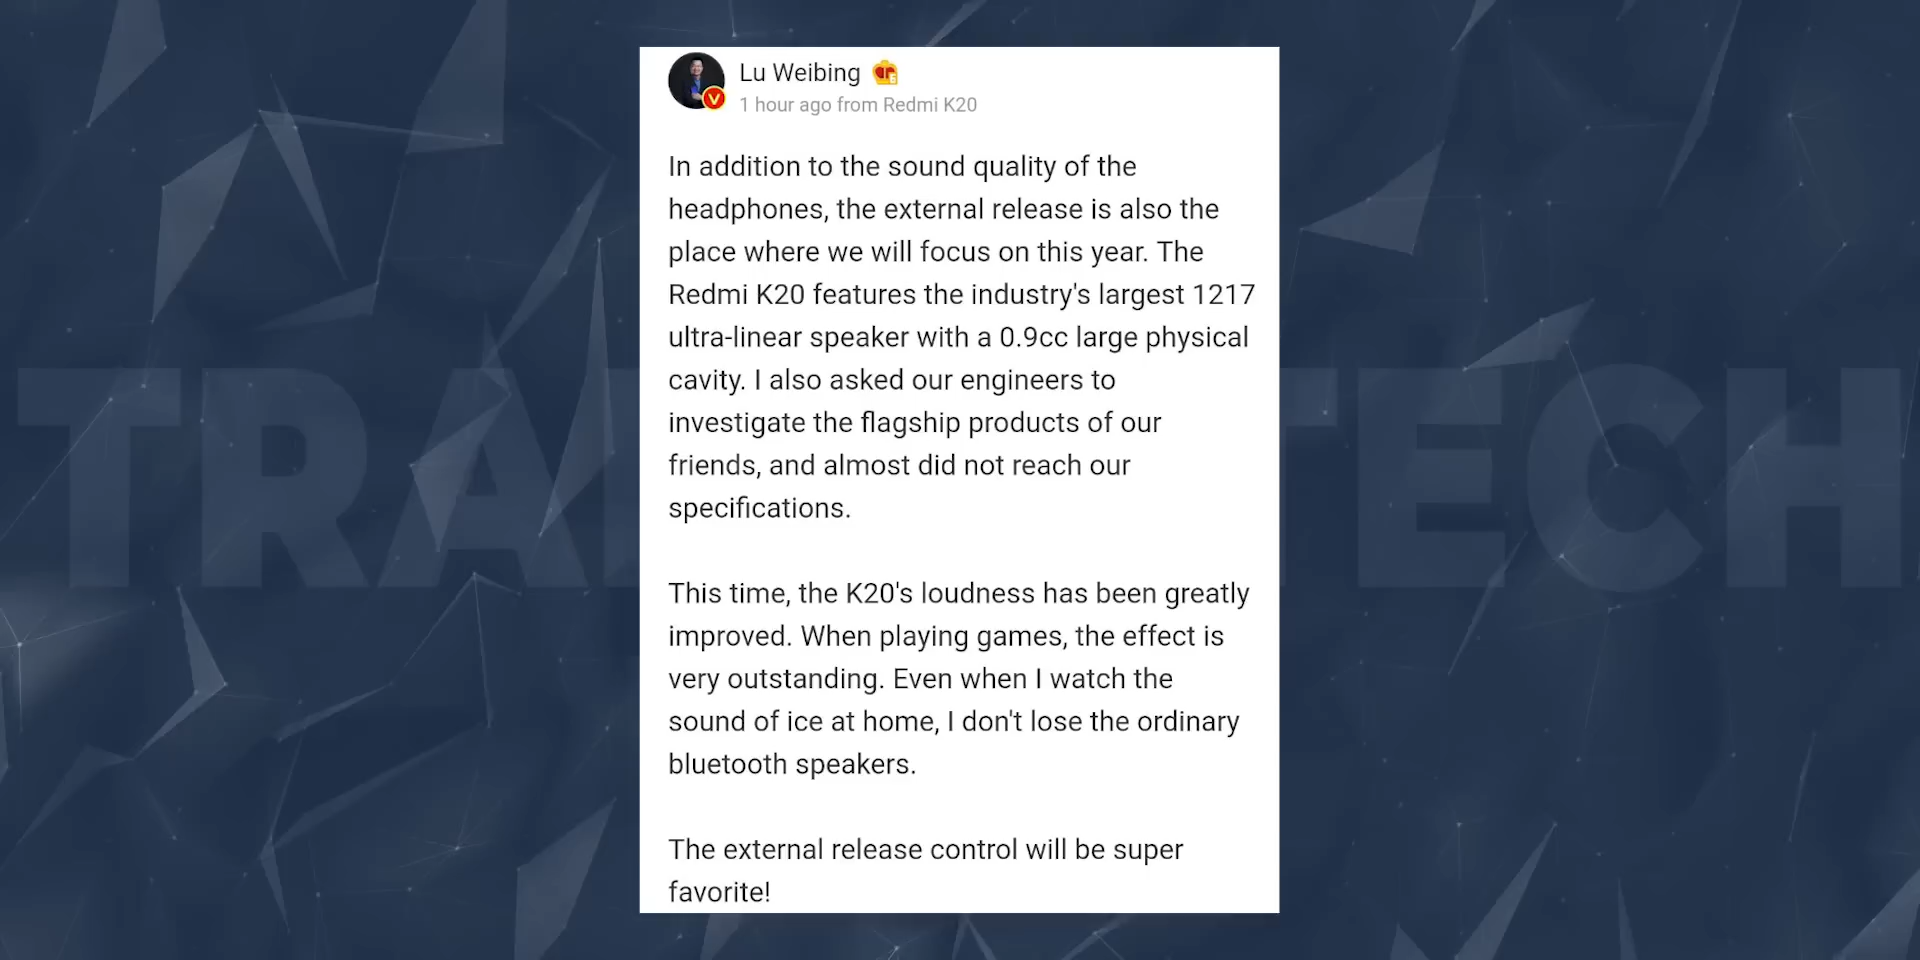 Lu Weibing
1 hour ago from Redmi K20
In addition to the sound quality of the
headphones, the external release is also the
place where we will focus on this year. The
Redmi K20 features the industry's largest 1217
ultra-linear speaker with a 0.9cc large physical
cavity. I also asked our engineers to
investigate the flagship products of our
friends, and almost did not reach our
specifications.
This time, the K20's loudness has been greatly
improved. When playing games, the effect is
very outstanding. Even when I watch the
sound of ice at home, I don't lose the ordinary
bluetooth speakers.
The external release control will be super
favorite!
TECH